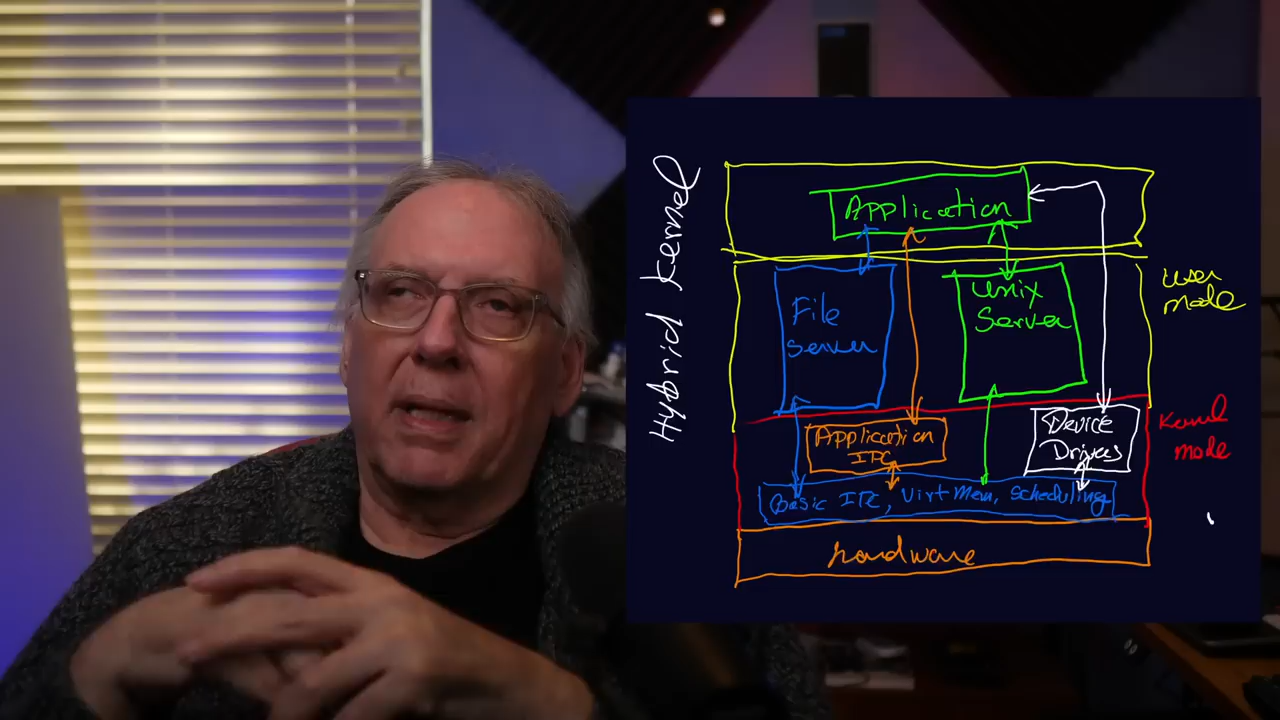 Hybrid Kernel
Application
File
Server
Unix
Server
User
mode
Application
IPC
Device
Drivers
Kernel
mode
Basic IPC, Virt Mem, Scheduling
hardware